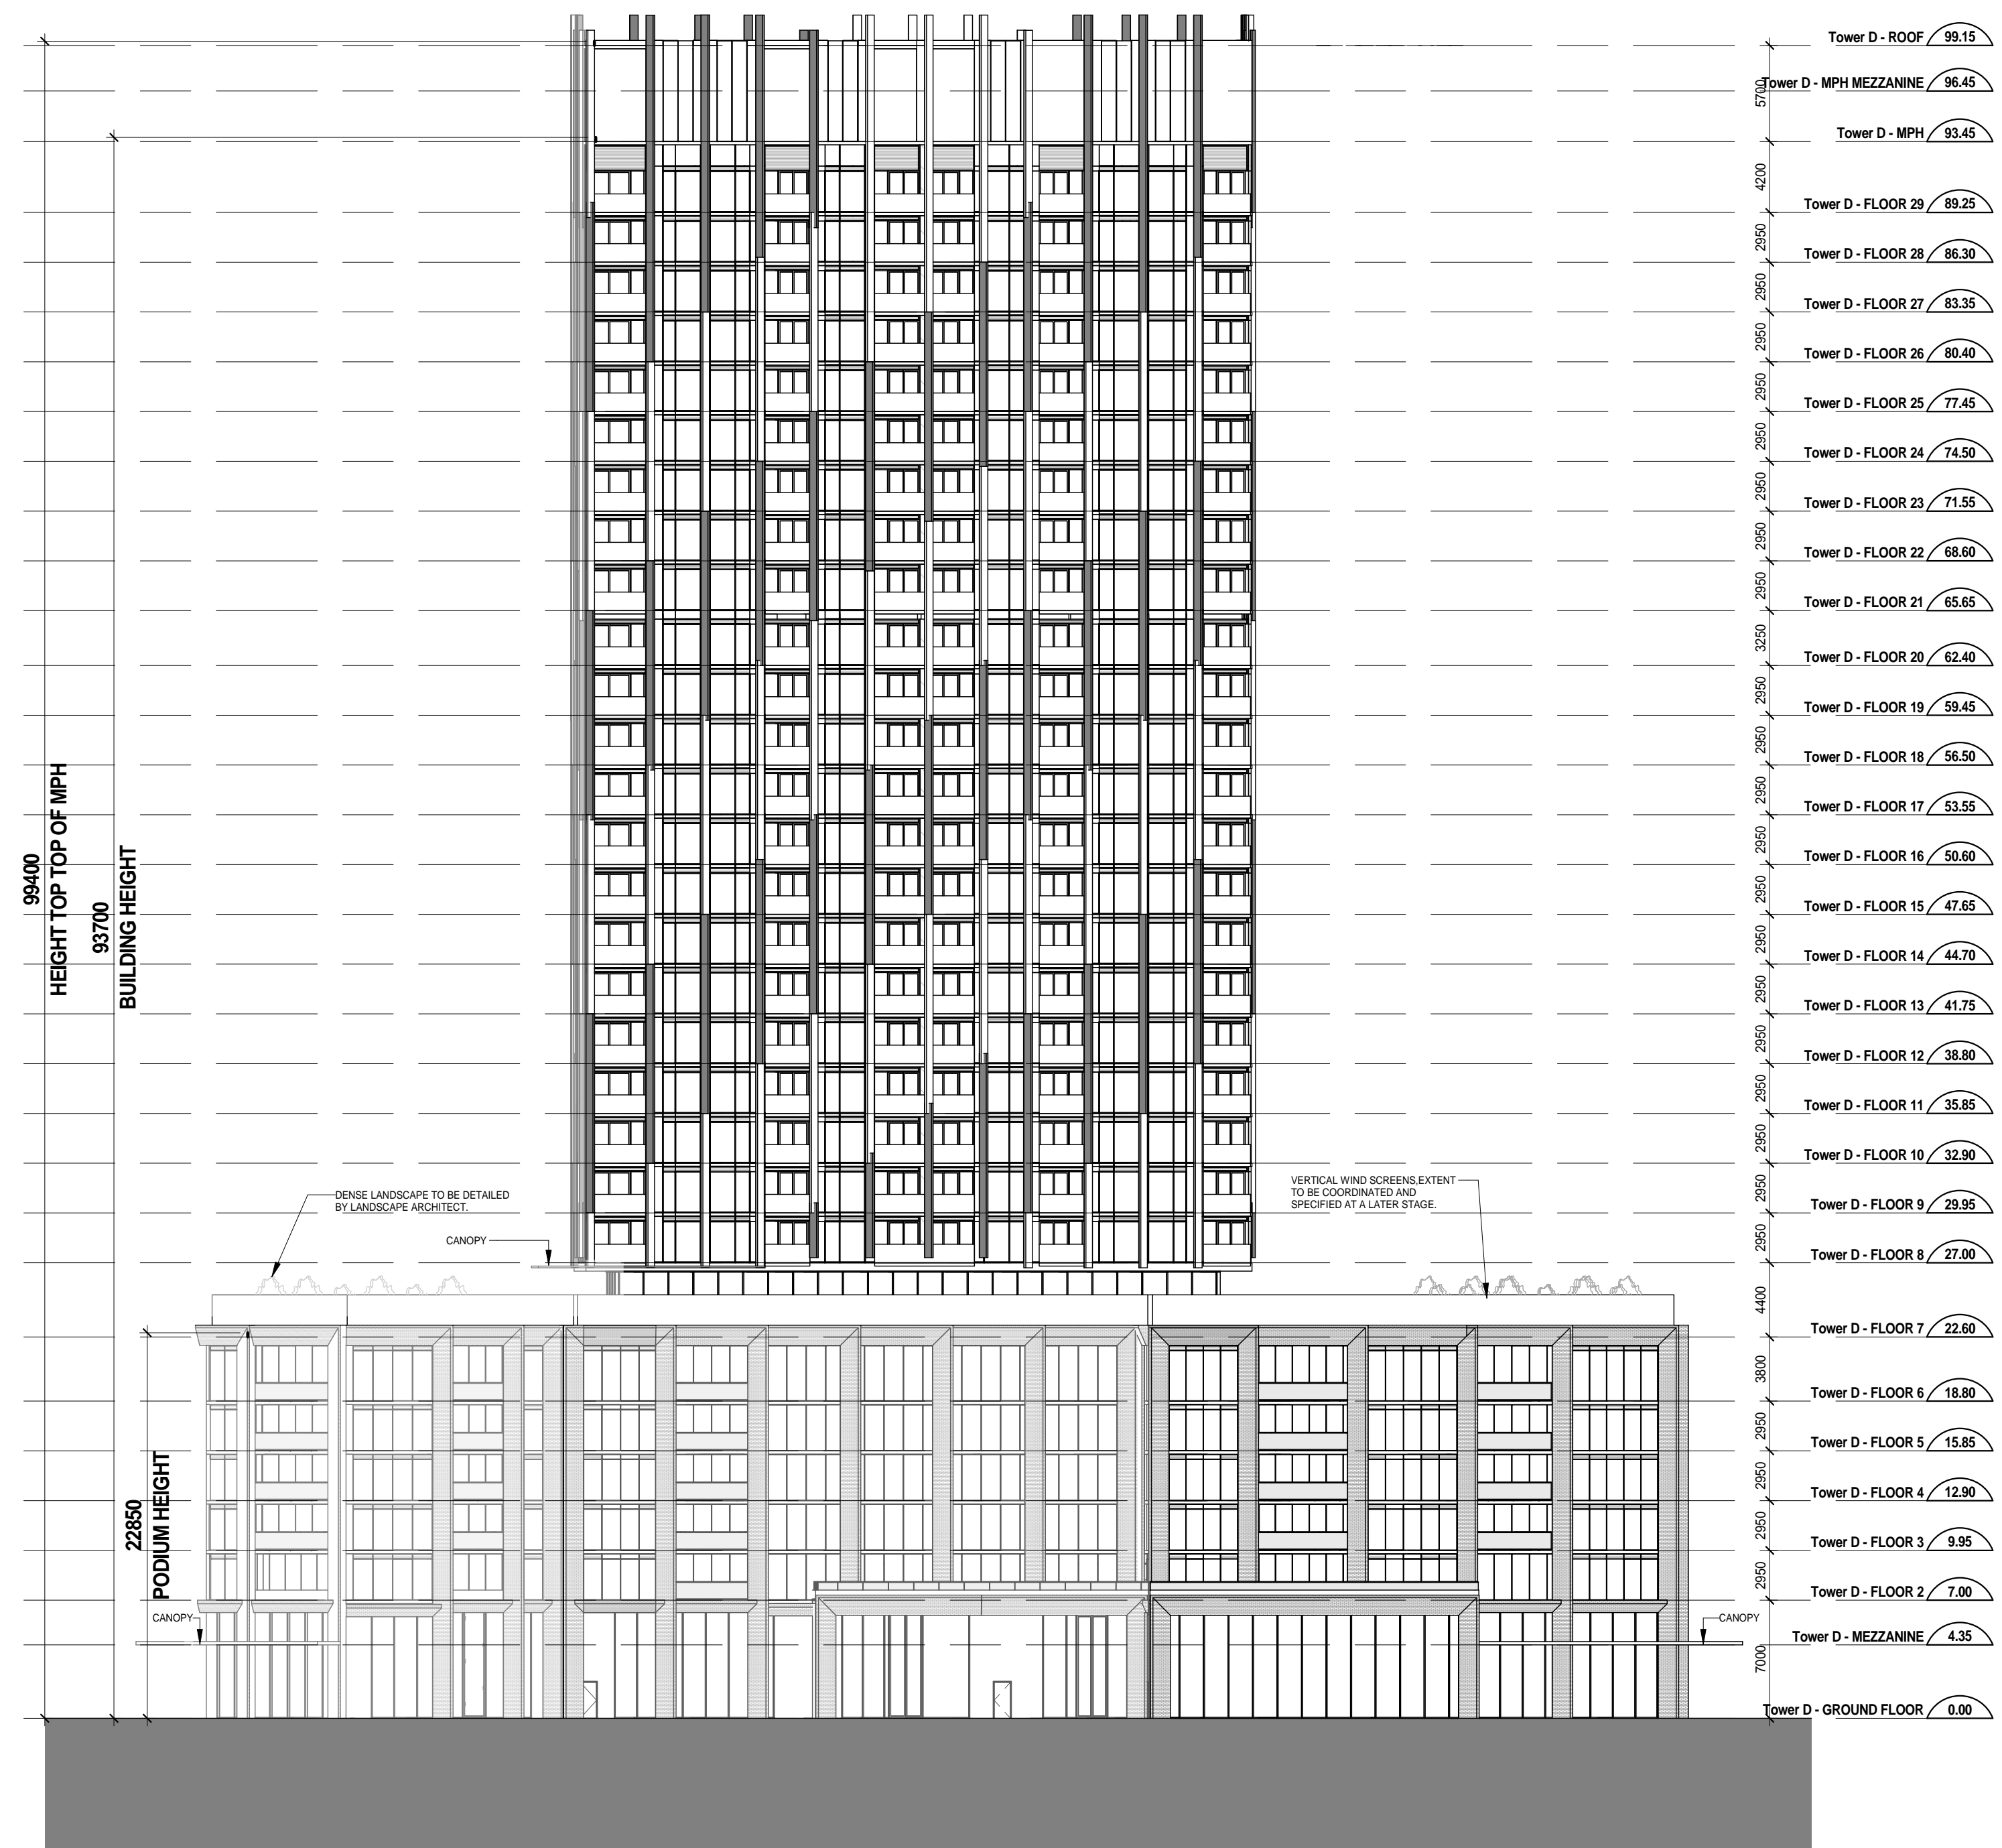 Tower D - ROOF 99.15
Tower D - MPH MEZZANINE 96.45
5700
Tower D - MPH 93.45
4200
Tower D - FLOOR 29 89.25
2950
Tower D - FLOOR 28 86.30
2950
Tower D - FLOOR 27 83.35
2950
Tower D - FLOOR 26 80.40
2950
Tower D - FLOOR 25 77.45
2950
Tower D - FLOOR 24 74.50
2950
Tower D - FLOOR 23 71.55
2950
Tower D - FLOOR 22 68.60
2950
Tower D - FLOOR 21 65.65
3250
Tower D - FLOOR 20 62.40
2950
Tower D - FLOOR 19 59.45
2950
Tower D - FLOOR 18 56.50
2950
Tower D - FLOOR 17 53.55
2950
Tower D - FLOOR 16 50.60
2950
Tower D - FLOOR 15 47.65
2950
Tower D - FLOOR 14 44.70
2950
Tower D - FLOOR 13 41.75
2950
Tower D - FLOOR 12 38.80
2950
Tower D - FLOOR 11 35.85
2950
Tower D - FLOOR 10 32.90
2950
Tower D - FLOOR 9 29.95
2950
Tower D - FLOOR 8 27.00
4400
Tower D - FLOOR 7 22.60
3800
Tower D - FLOOR 6 18.80
2950
Tower D - FLOOR 5 15.85
2950
Tower D - FLOOR 4 12.90
2950
Tower D - FLOOR 3 9.95
2950
Tower D - FLOOR 2 7.00
Tower D - MEZZANINE 4.35
7000
Tower D - GROUND FLOOR 0.00
99400
HEIGHT TOP TOP OF MPH
93700
BUILDING HEIGHT
22850
PODIUM HEIGHT
DENSE LANDSCAPE TO BE DETAILED
BY LANDSCAPE ARCHITECT.
CANOPY
VERTICAL WIND SCREENS,EXTENT
TO BE COORDINATED AND
SPECIFIED AT A LATER STAGE.
CANOPY
CANOPY